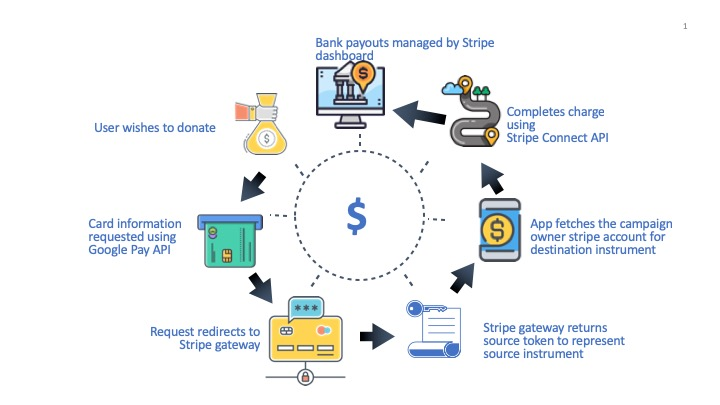 1
Bank payouts managed by Stripe
dashboard
$
User wishes to donate
$
Completes charge
using
Stripe Connect API
Card information
requested using
Google Pay API
$
$
App fetches the campaign
owner stripe account for
destination instrument
***
Request redirects to
Stripe gateway
Stripe gateway returns
source token to represent
source instrument